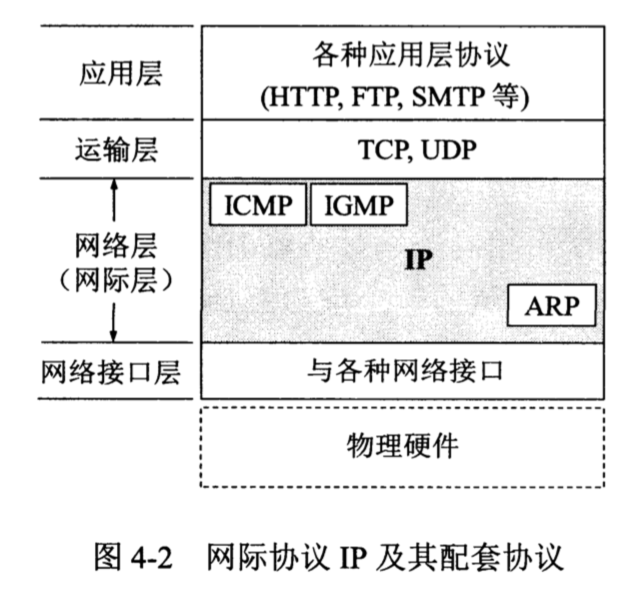 应用层
各种应用层协议
(HTTP, FTP, SMTP 等)
运输层
TCP, UDP
ICMP
IGMP
网络层
（网际层）
IP
ARP
网络接口层
与各种网络接口
物理硬件
图 4-2 网际协议 IP 及其配套协议